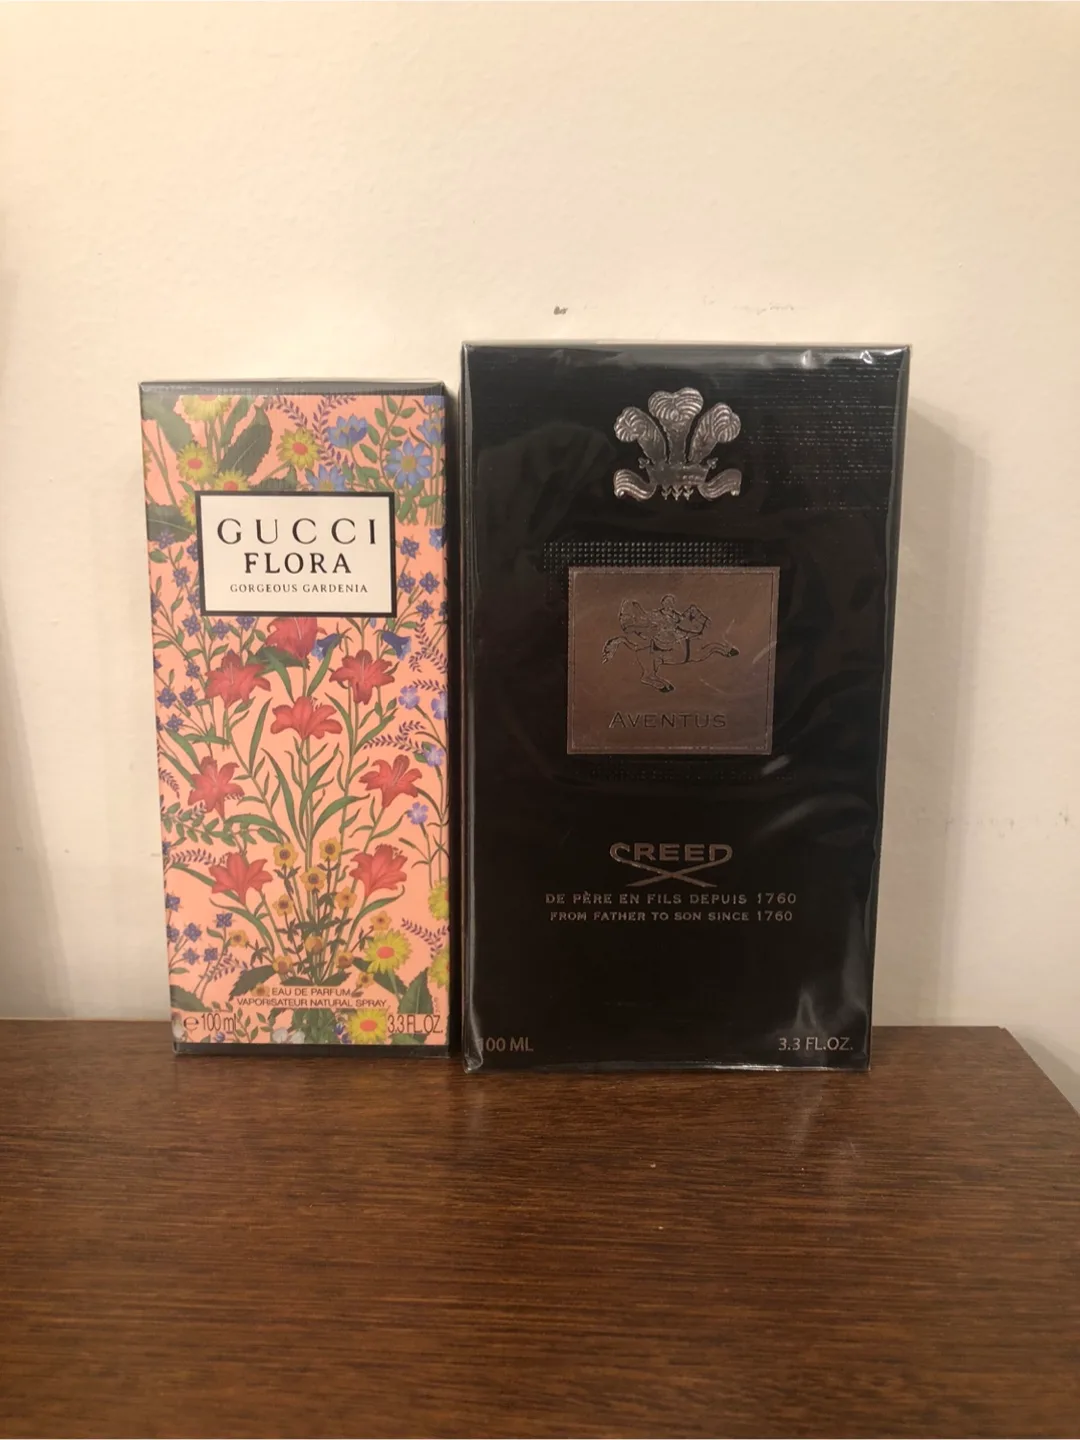 GUCCI
FLORA
GORGEOUS GARDENIA
EAU DE PARFUM
VAPORISATEUR NATURAL SPRAY
e 100 ml
3.3 FL.OZ.
AVENTUS
CREED
DE PÈRE EN FILS DEPUIS 1760
FROM FATHER TO SON SINCE 1760
100 ML
3.3 FL.OZ.